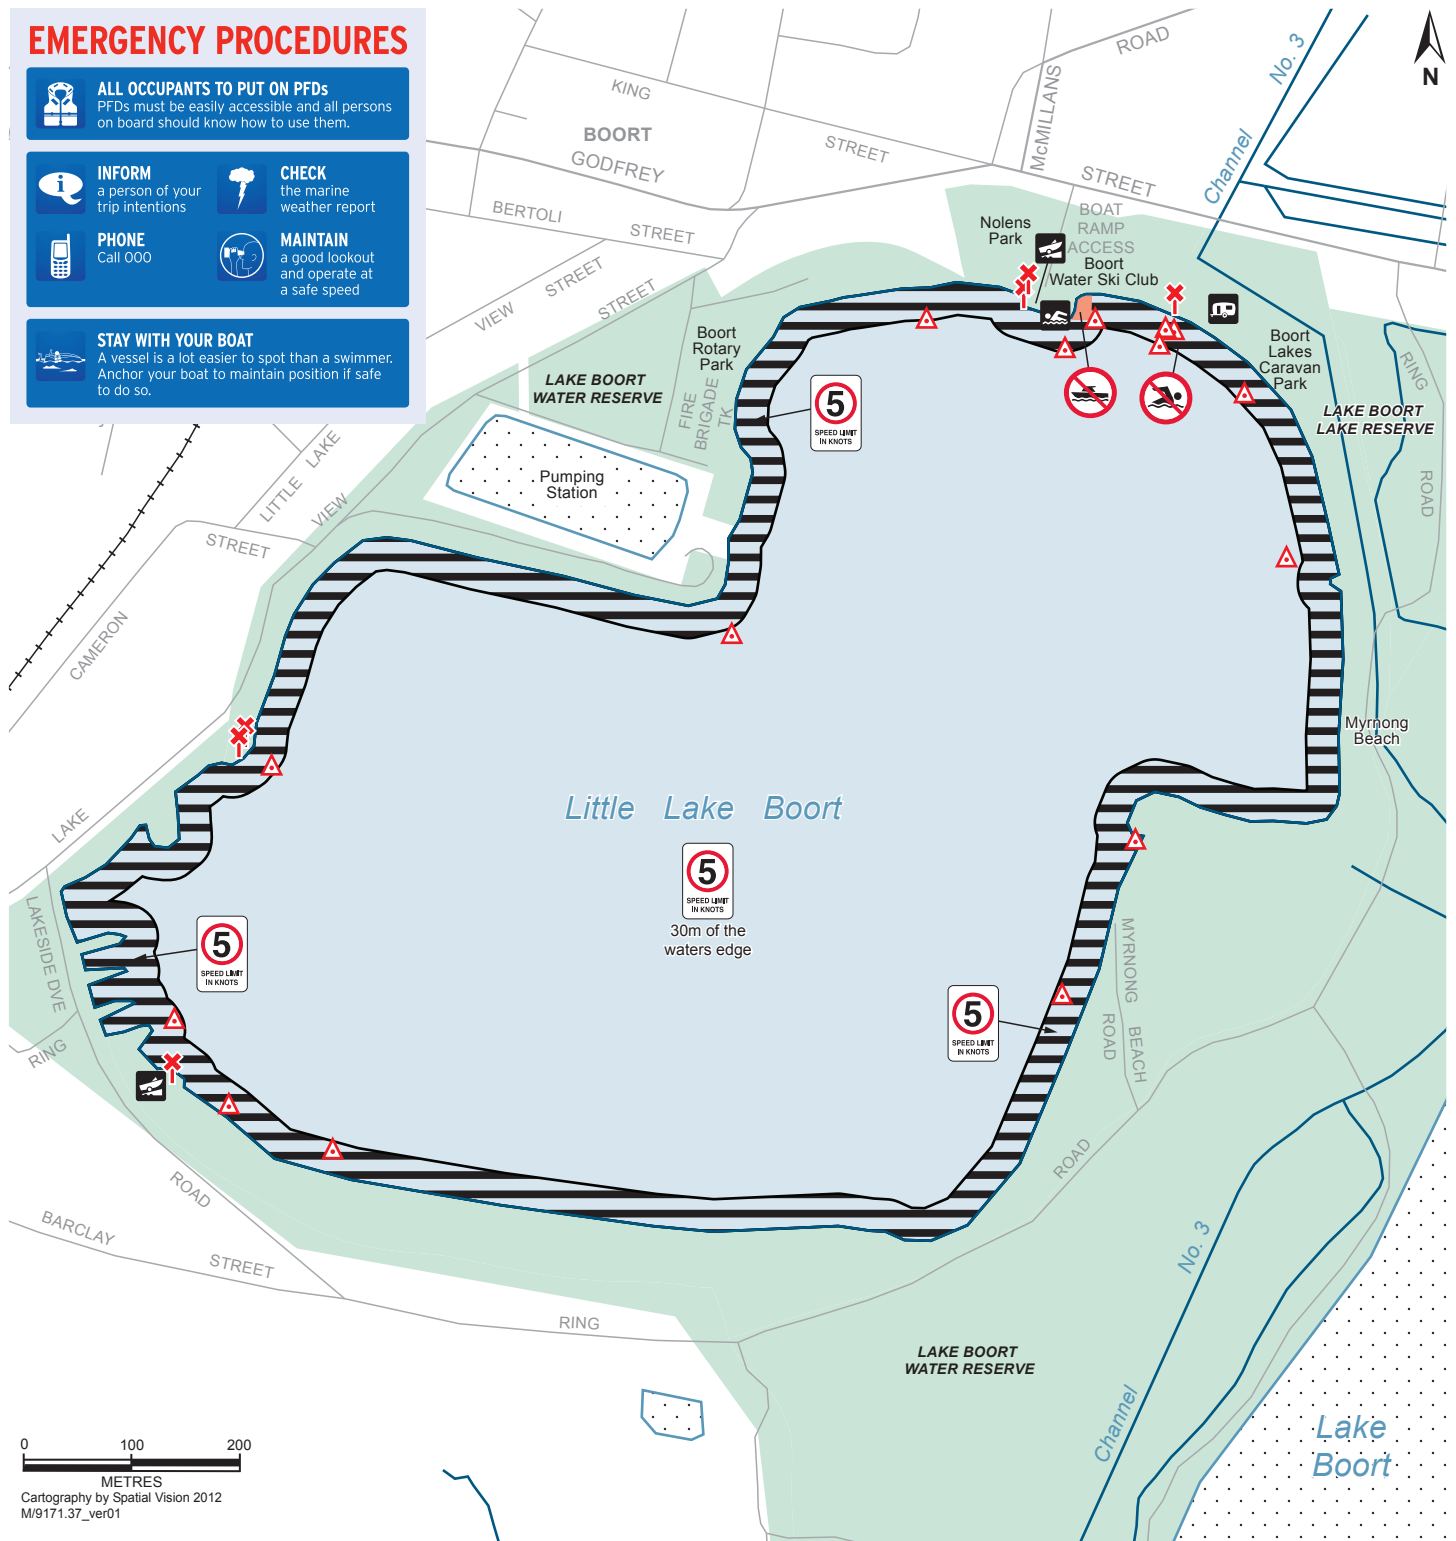 EMERGENCY PROCEDURES
ALL OCCUPANTS TO PUT ON PFDs
PFDs must be easily accessible and all persons
on board should know how to use them.
INFORM
a person of your
trip intentions
CHECK
the marine
weather report
PHONE
Call 000
MAINTAIN
a good lookout
and operate at
a safe speed
STAY WITH YOUR BOAT
A vessel is a lot easier to spot than a swimmer.
Anchor your boat to maintain position if safe
to do so.
N
ROAD
No. 3
Channel
KING
STREET
BOORT
GODFREY
STREET
McMILLANS
BERTOLI
STREET
VIEW
STREET
STREET
BOAT
RAMP
ACCESS
Nolens
Park
Boort
Water Ski Club
Boort
Rotary
Park
Boort
Lakes
Caravan
Park
RING
ROAD
LAKE BOORT
WATER RESERVE
LAKE BOORT
LAKE RESERVE
FIRE
BRIGADE
TK
5
SPEED LIMIT
IN KNOTS
Pumping
Station
LITTLE
LAKE
VIEW
STREET
CAMERON
LAKE
Myrnong
Beach
Little Lake Boort
5
SPEED LIMIT
IN KNOTS
30m of the
waters edge
5
SPEED LIMIT
IN KNOTS
5
SPEED LIMIT
IN KNOTS
LAKESIDE DVE
RING
ROAD
MYRNONG
BEACH
ROAD
ROAD
BARCLAY
STREET
RING
No. 3
Channel
LAKE BOORT
WATER RESERVE
Lake
Boort
0 100 200
METRES
Cartography by Spatial Vision 2012
M/9171.37_ver01